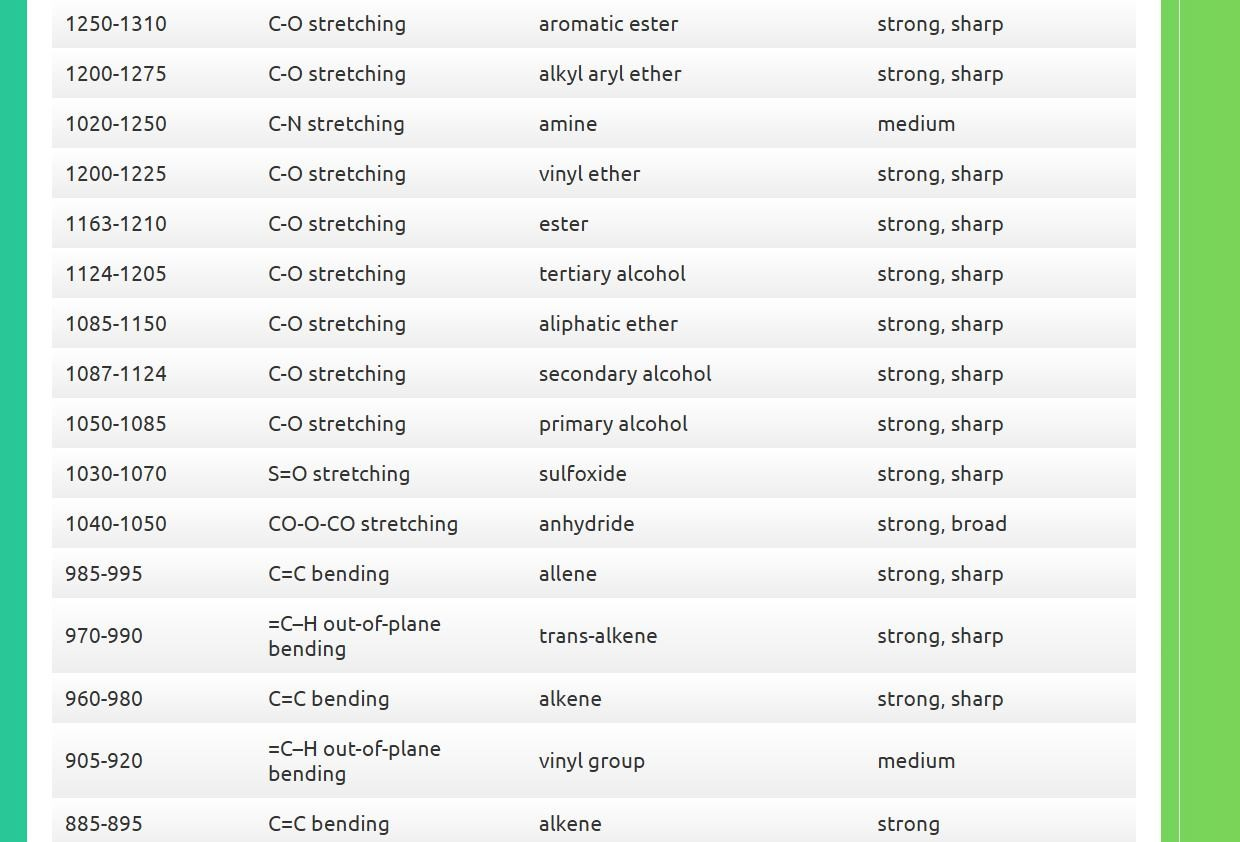 1250-1310 C-O stretching aromatic ester strong, sharp
1200-1275 C-O stretching alkyl aryl ether strong, sharp
1020-1250 C-N stretching amine medium
1200-1225 C-O stretching vinyl ether strong, sharp
1163-1210 C-O stretching ester strong, sharp
1124-1205 C-O stretching tertiary alcohol strong, sharp
1085-1150 C-O stretching aliphatic ether strong, sharp
1087-1124 C-O stretching secondary alcohol strong, sharp
1050-1085 C-O stretching primary alcohol strong, sharp
1030-1070 S=O stretching sulfoxide strong, sharp
1040-1050 CO-O-CO stretching anhydride strong, broad
985-995 C=C bending allene strong, sharp
970-990 =C–H out-of-plane
bending trans-alkene strong, sharp
960-980 C=C bending alkene strong, sharp
905-920 =C–H out-of-plane
bending vinyl group medium
885-895 C=C bending alkene strong